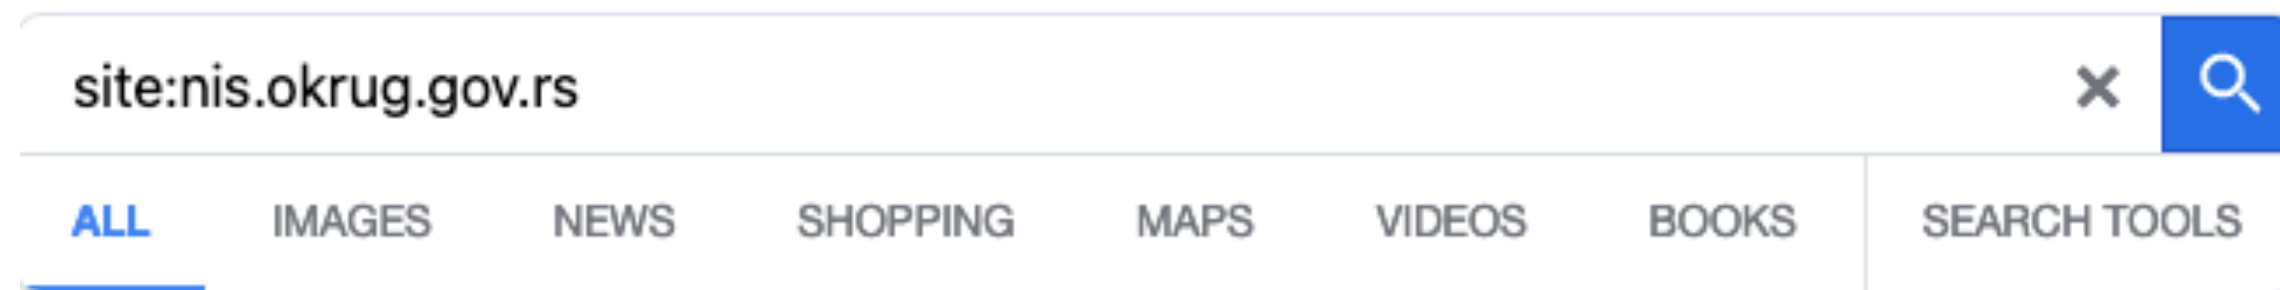 site:nis.okrug.gov.rs
ALL IMAGES NEWS SHOPPING MAPS VIDEOS BOOKS SEARCH TOOLS